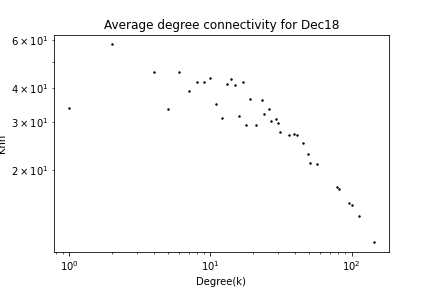 Average degree connectivity for Dec18
6 × 10¹
4 × 10¹
3 × 10¹
2 × 10¹
Knn
10⁰ 10¹ 10²
Degree(k)